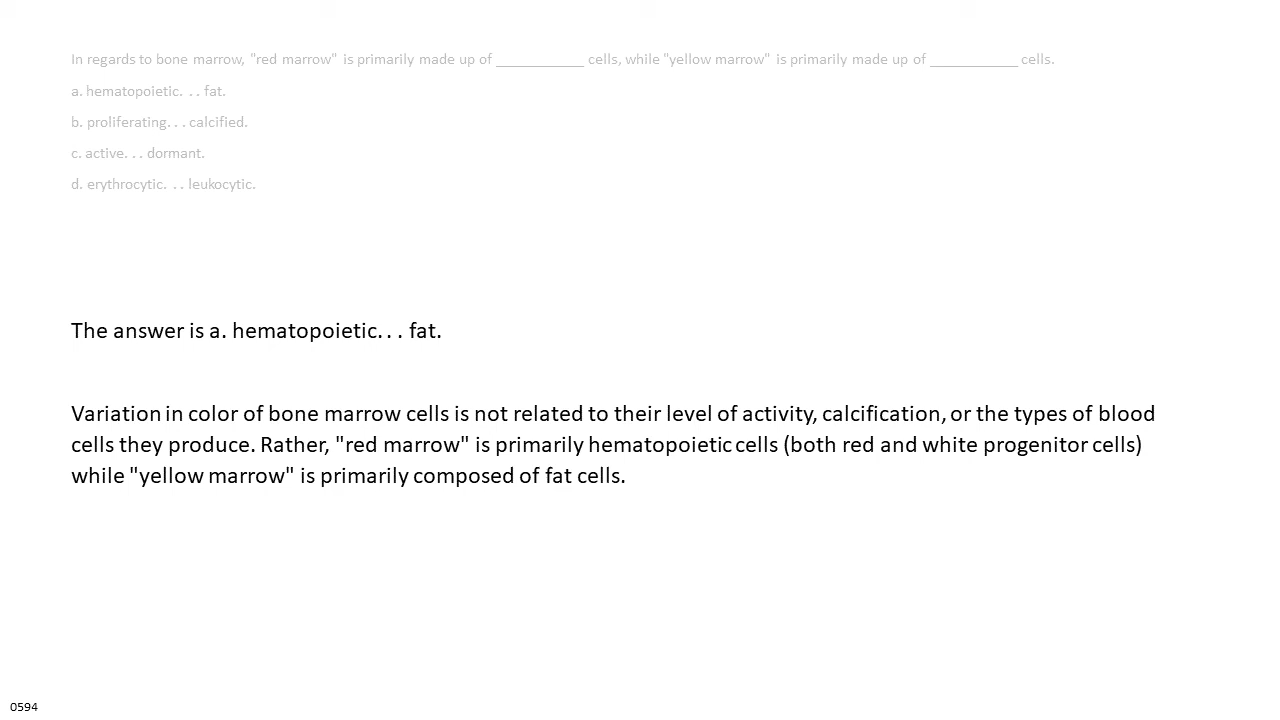 In regards to bone marrow, "red marrow" is primarily made up of ___________ cells, while "yellow marrow" is primarily made up of ___________ cells.
a. hematopoietic. . . fat.
b. proliferating. . . calcified.
c. active. . . dormant.
d. erythrocytic. . . leukocytic.
The answer is a. hematopoietic. . . fat.
Variation in color of bone marrow cells is not related to their level of activity, calcification, or the types of blood
cells they produce. Rather, "red marrow" is primarily hematopoietic cells (both red and white progenitor cells)
while "yellow marrow" is primarily composed of fat cells.
0594